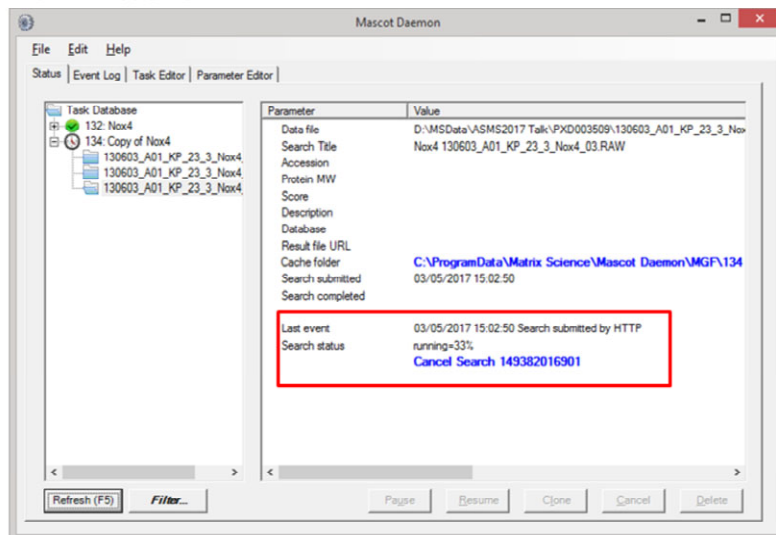 Mascot Daemon
File Edit Help
Status Event Log Task Editor Parameter Editor
Task Database
132: Nox4
134: Copy of Nox4
130603_A01_KP_23_3_Nox4_
130603_A01_KP_23_3_Nox4_
130603_A01_KP_23_3_Nox4_
Parameter Value
Data file D:\MSData\ASMS2017 Talk\PXD003509\130603_A01_KP_23_3_Nox
Search Title Nox4 130603_A01_KP_23_3_Nox4_03.RAW
Accession
Protein MW
Score
Description
Database
Result file URL
Cache folder C:\ProgramData\Matrix Science\Mascot Daemon\MGF\134
Search submitted 03/05/2017 15:02:50
Search completed
Last event 03/05/2017 15:02:50 Search submitted by HTTP
Search status running=33%
Cancel Search 149382016901
Refresh (F5) Filter... Pause Resume Clone Cancel Delete